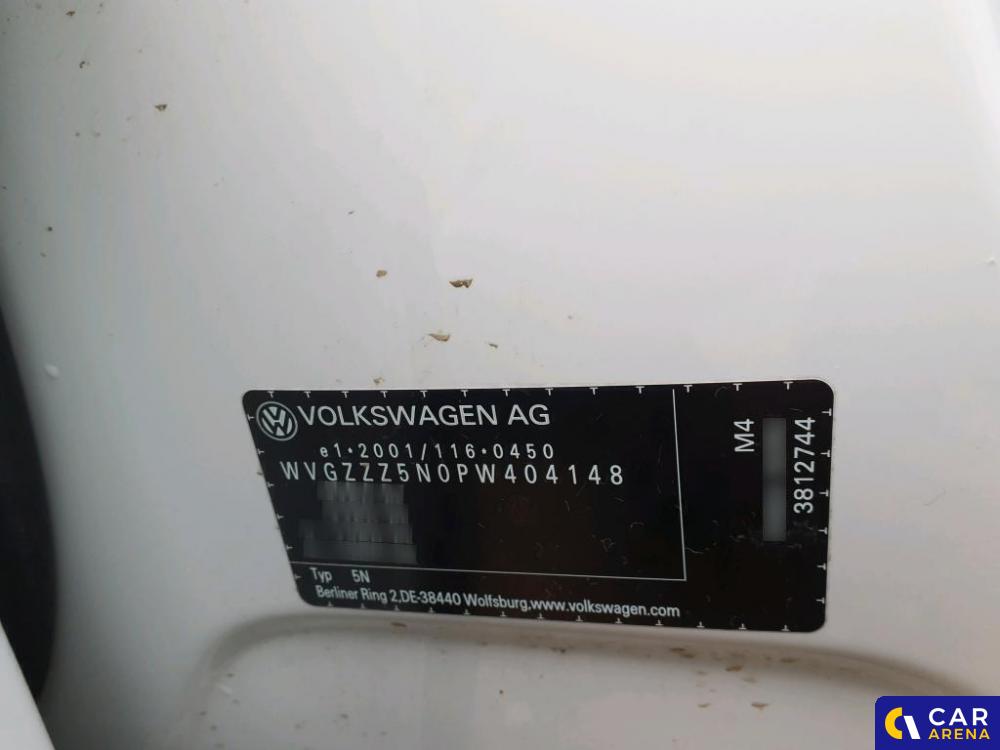 VOLKSWAGEN AG
e1*2001/116*0450
WVGZZZ5N0PW404148
Typ 5N
Berliner Ring 2,DE-38440 Wolfsburg,www.volkswagen.com
M4
3812744
CAR
ARENA